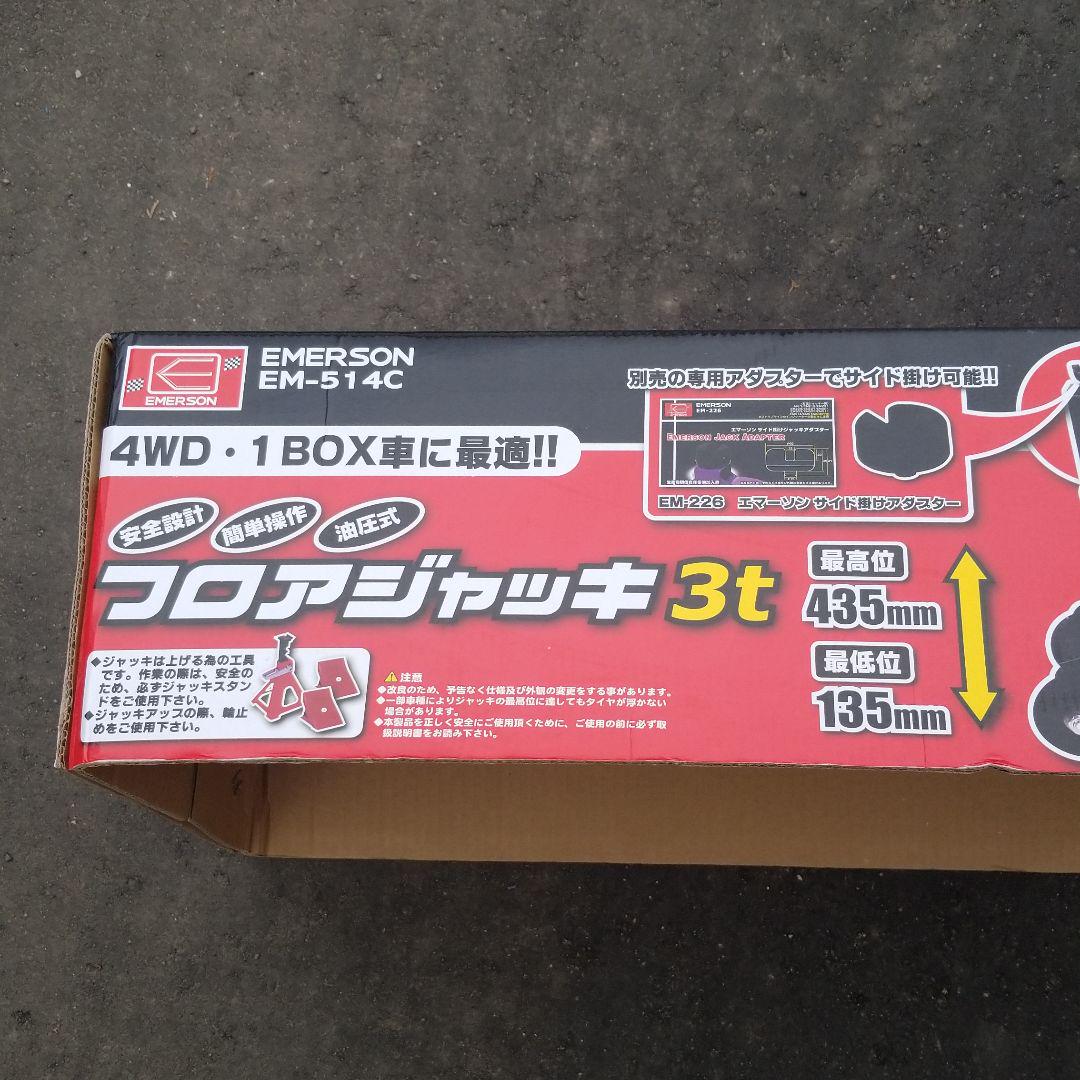 EMERSON
EMERSON
EM-514C
4WD・1BOX車に最適!!
別売の専用アダプターでサイド掛け可能!!
EMERSON
EM-226
エマーソン サイド掛けジャッキアダプター
EMERSON JACK ADAPTER
EM-226 エマーソン サイド掛けアダプター
安全設計
簡単操作
油圧式
フロアジャッキ 3t
最高位
435mm
最低位
135mm
◆ジャッキは上げる為の工具
です。作業の際は、安全の
ため、必ずジャッキスタン
ドをご使用下さい。
◆ジャッキアップの際、輪止
めをご使用下さい。
⚠注意
◆改良のため、予告なく仕様及び外観の変更をする事があります。
◆一部車種によりジャッキの最高位に達してもタイヤが浮かない
場合があります。
◆本製品を正しく安全にご使用頂くために、ご使用の前に必ず取
扱説明書をお読み下さい。